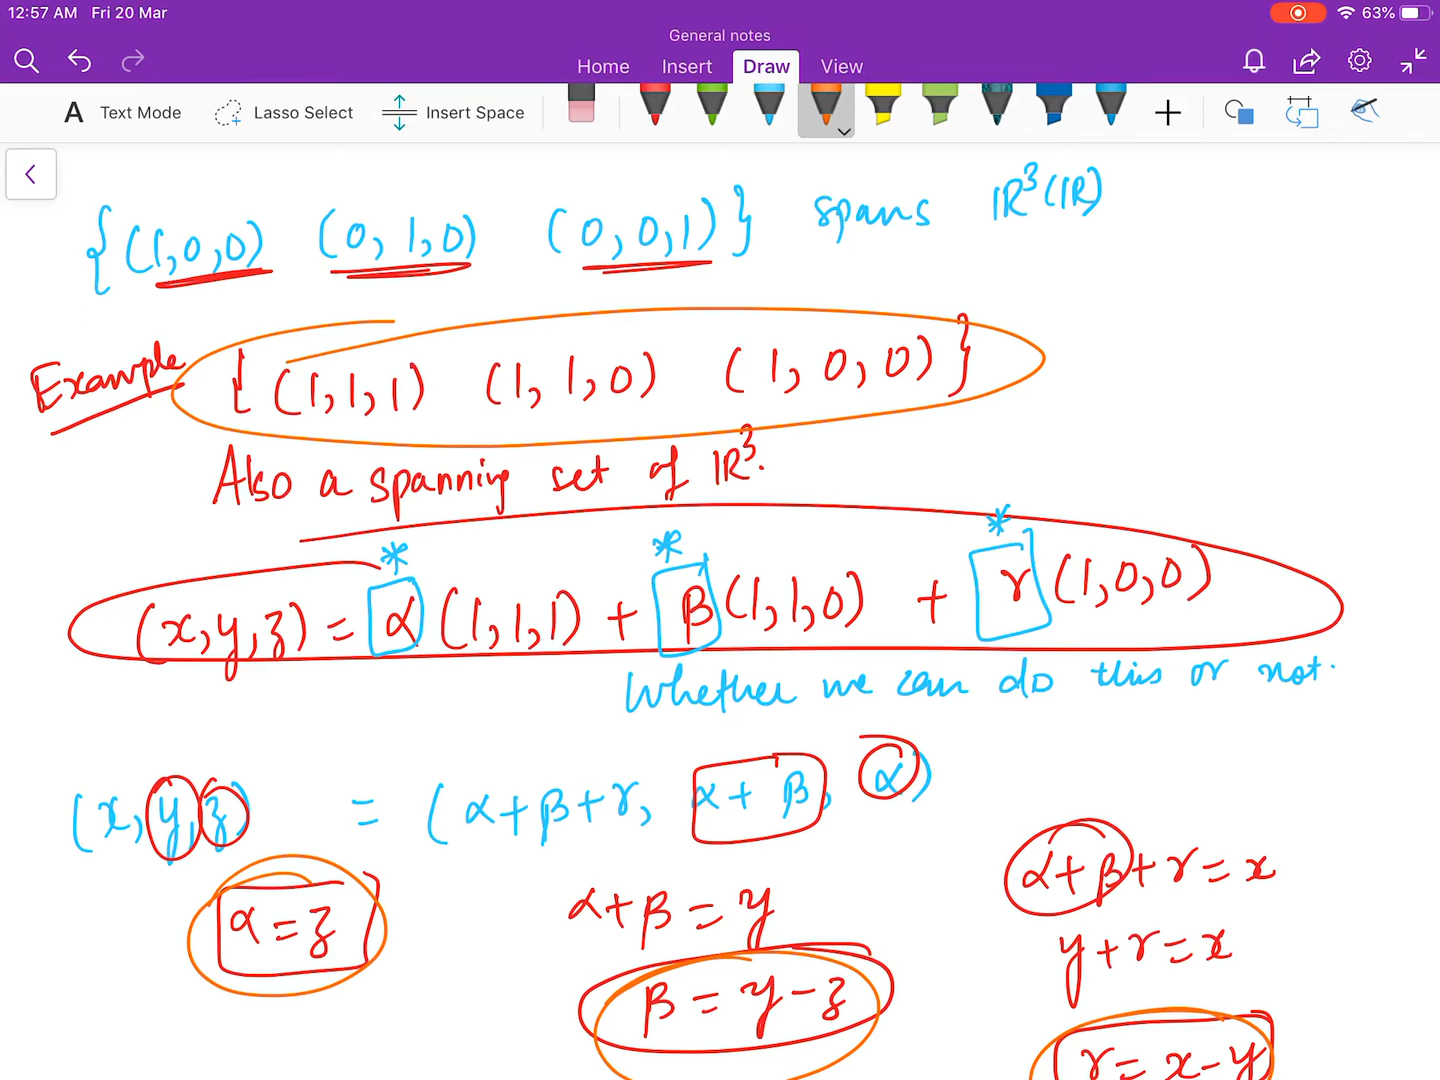 12:57 AM Fri 20 Mar
63%
General notes
Home Insert Draw View
A Text Mode Lasso Select Insert Space
{(1,0,0) (0,1,0) (0,0,1)} spans ℝ³(ℝ)
Example {(1,1,1) (1,1,0) (1,0,0)}
Also a spanning set of ℝ³.
(x,y,z) = α(1,1,1) + β(1,1,0) + γ(1,0,0)
Whether we can do this or not.
(x,y,z) = (α+β+γ, α+β, α)
α=z
α+β=y
β=y-z
α+β+γ=x
y+γ=x
γ=x-y